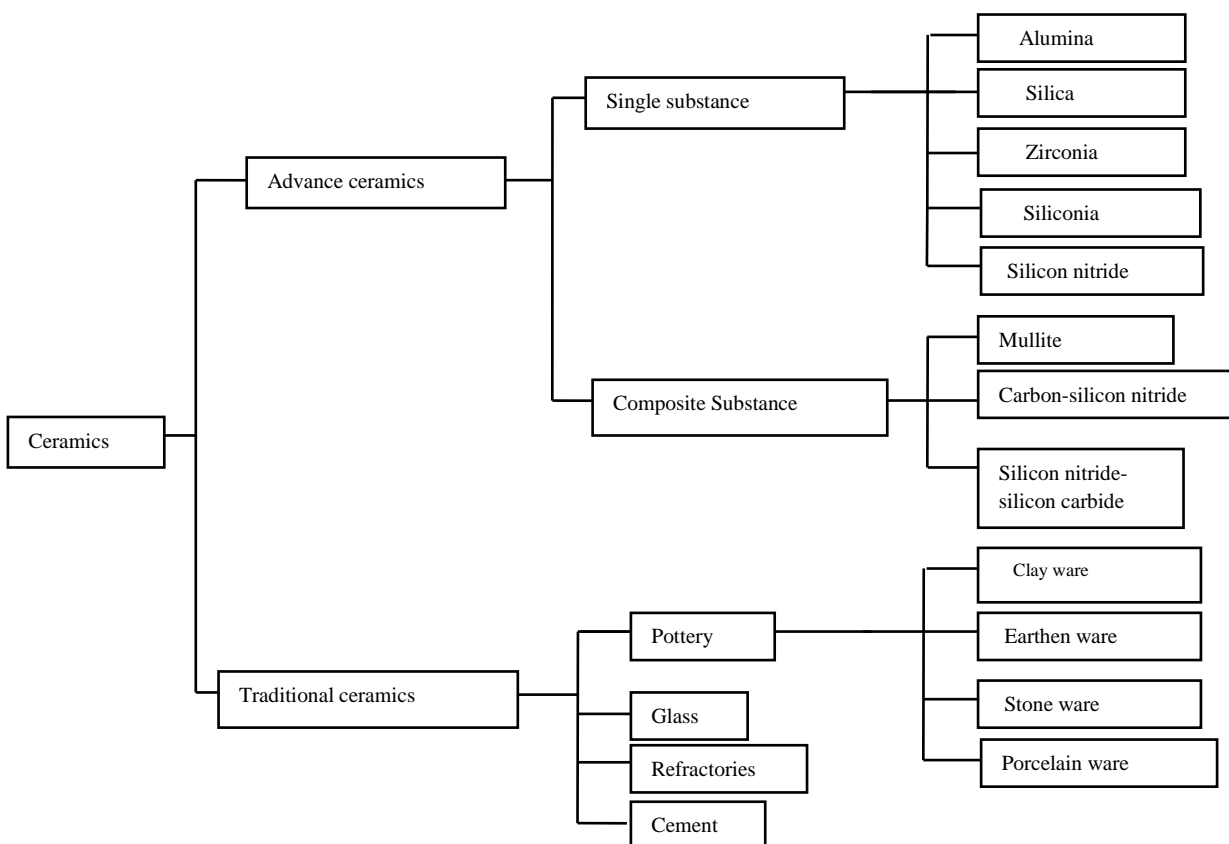 Alumina
Single substance
Silica
Zirconia
Advance ceramics
Siliconia
Silicon nitride
Mullite
Composite Substance
Carbon-silicon nitride
Ceramics
Silicon nitride-
silicon carbide
Clay ware
Pottery
Earthen ware
Traditional ceramics
Stone ware
Glass
Refractories
Porcelain ware
Cement